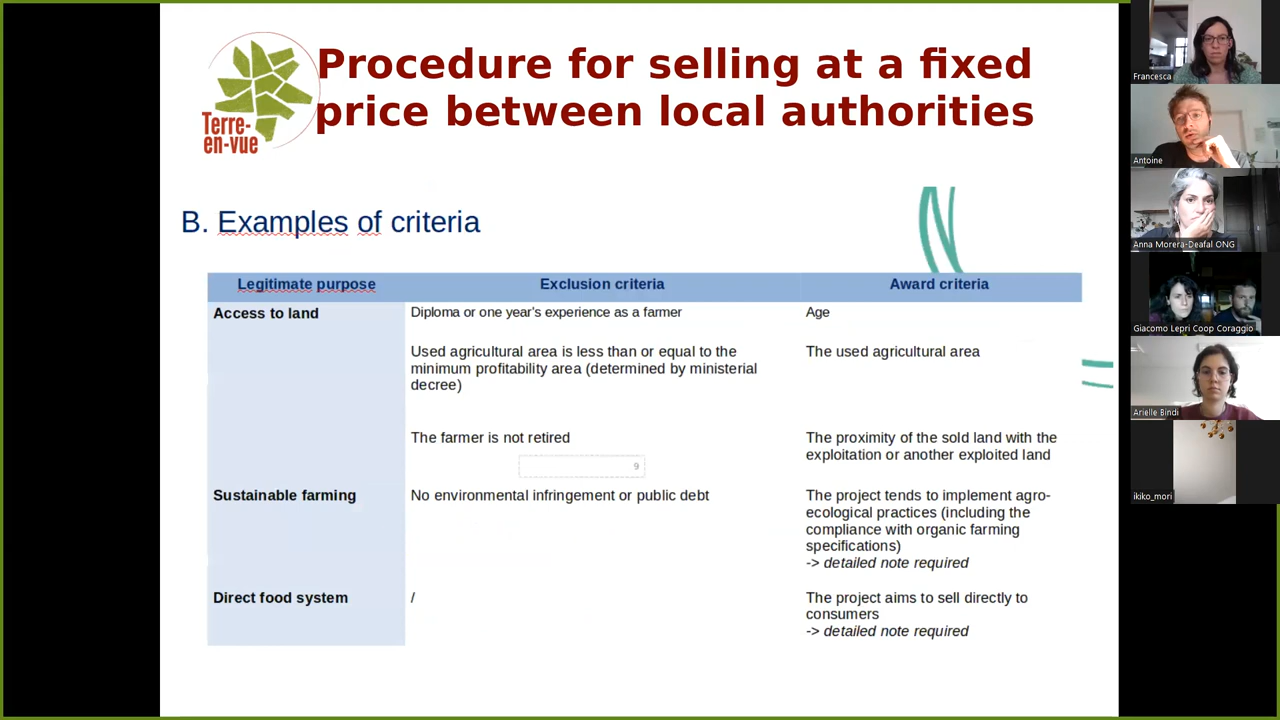 Procedure for selling at a fixed
price between local authorities
Terre-
en-vue
B. Examples of criteria
Legitimate purpose Exclusion criteria Award criteria
Access to land Diploma or one year's experience as a farmer Age
Used agricultural area is less than or equal to the The used agricultural area
minimum profitability area (determined by ministerial
decree)
The farmer is not retired The proximity of the sold land with the
exploitation or another exploited land
9
Sustainable farming No environmental infringement or public debt The project tends to implement agro-
ecological practices (including the
compliance with organic farming
specifications)
-> detailed note required
Direct food system / The project aims to sell directly to
consumers
-> detailed note required
Francesca
Antoine
Anna Morera-Deafal ONG
Giacomo Lepri Coop Coraggio
Arielle Bindi
ikiko_mori